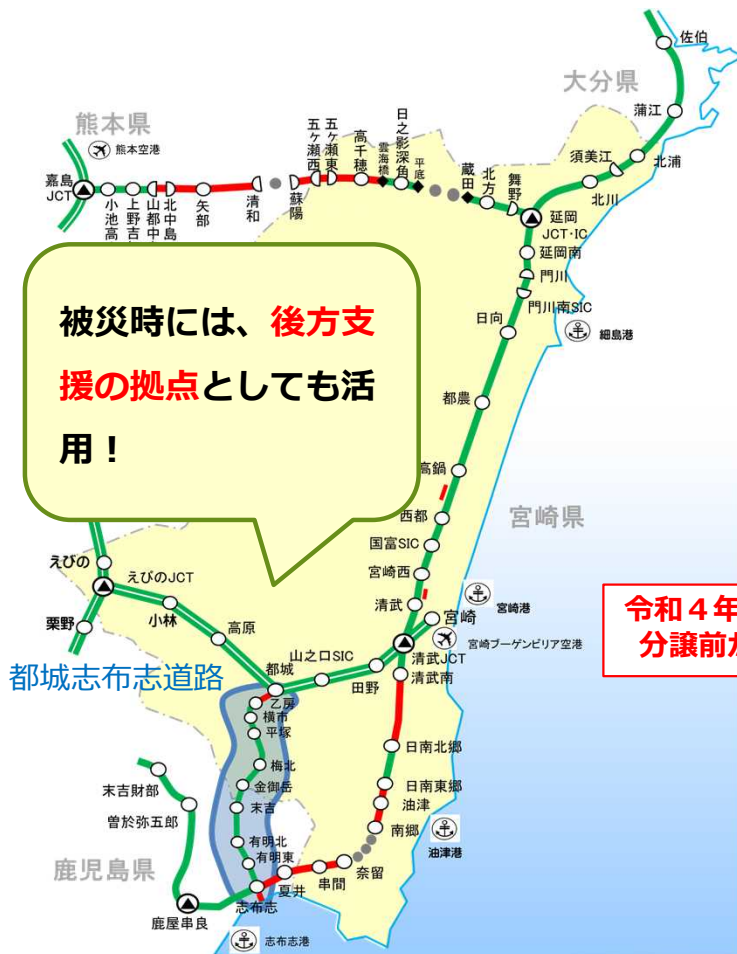 佐伯
大分県
蒲江
熊本県
熊本空港
須美江
北浦
北川
嘉島
JCT
小池高
上野吉
山都中
北中島
矢部
清和
蘇陽
五ヶ瀬西
五ヶ瀬東
高千穂
雲海橋
日之影深角
平底
蔵田
北方
舞野
延岡
JCT・IC
延岡南
門川
門川南SIC
日向
細島港
被災時には、後方支
援の拠点としても活
用！
都農
高鍋
西都
宮崎県
国富SIC
宮崎西
清武
宮崎
宮崎港
宮崎ブーゲンビリア空港
清武JCT
清武南
令和４年
分譲前
えびの
えびのJCT
栗野
小林
高原
都城志布志道路
都城
山之口SIC
田野
乙房
横市
平塚
梅北
金御岳
末吉
有明北
有明東
志布志
日南北郷
日南東郷
油津
南郷
油津港
末吉財部
曽於弥五郎
鹿児島県
夏井
串間
奈留
鹿屋串良
志布志港